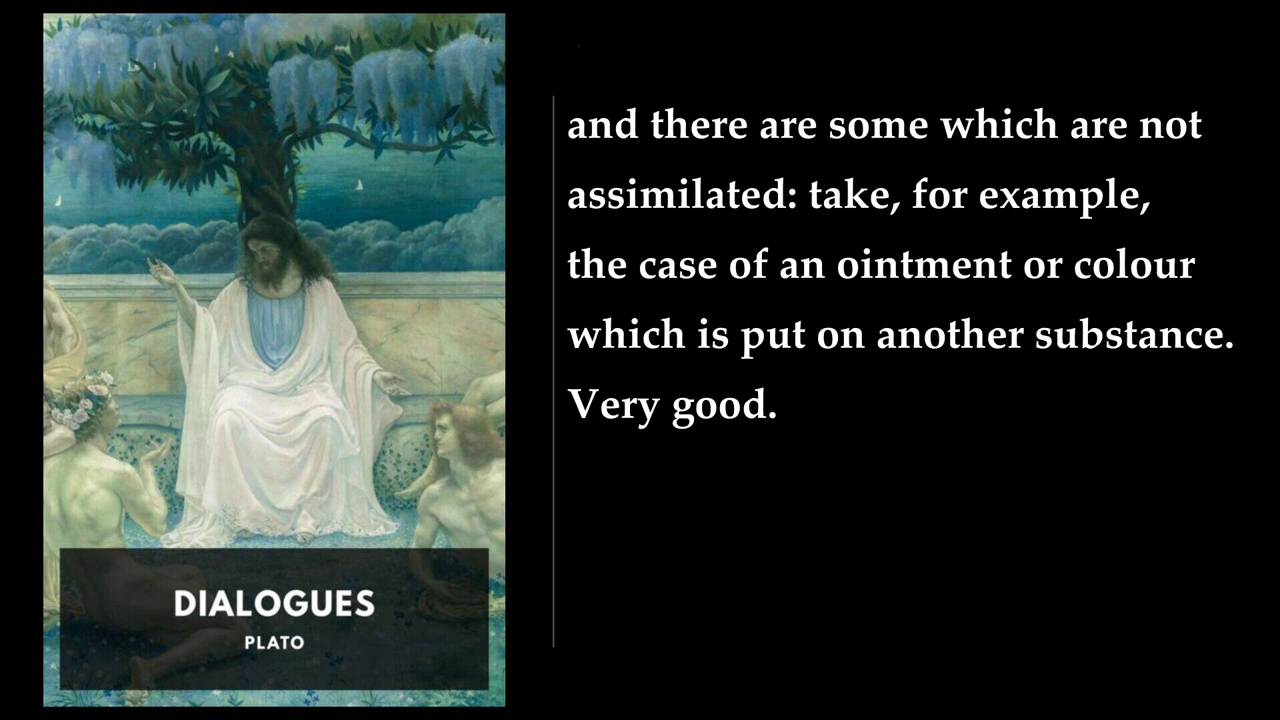 DIALOGUES
PLATO
and there are some which are not
assimilated: take, for example,
the case of an ointment or colour
which is put on another substance.
Very good.